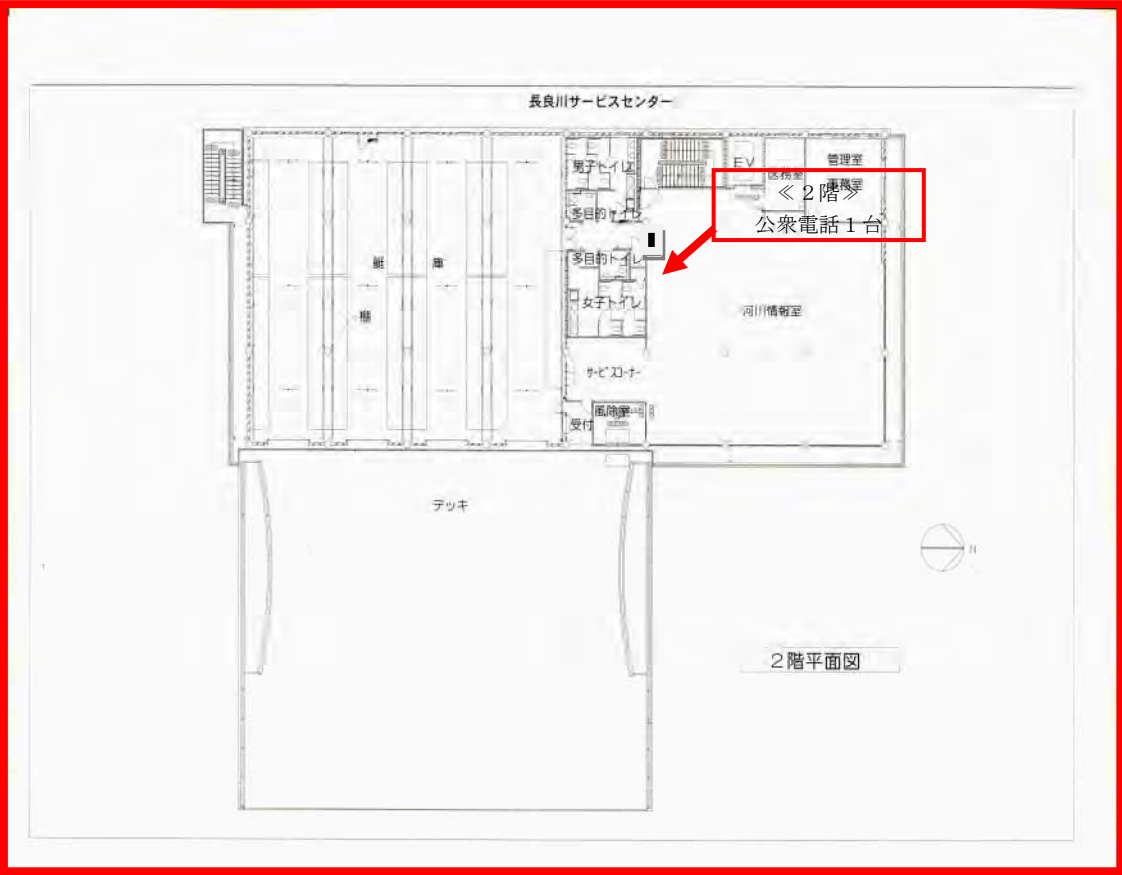 長良川サービスセンター
男子トイレ
EV
医務室
管理室
事務室
≪２階≫
公衆電話１台
多目的トイレ
多目的トイレ
艇　庫
棚
女子トイレ
河川情報室
サービスコーナー
風除室
受付
デッキ
N
２階平面図